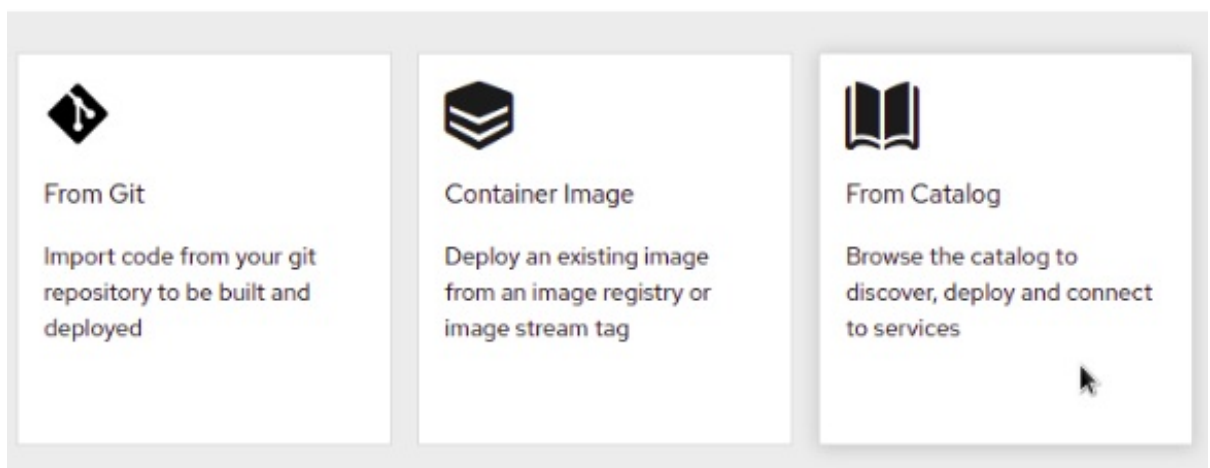 From Git
Import code from your git
repository to be built and
deployed
Container Image
Deploy an existing image
from an image registry or
image stream tag
From Catalog
Browse the catalog to
discover, deploy and connect
to services